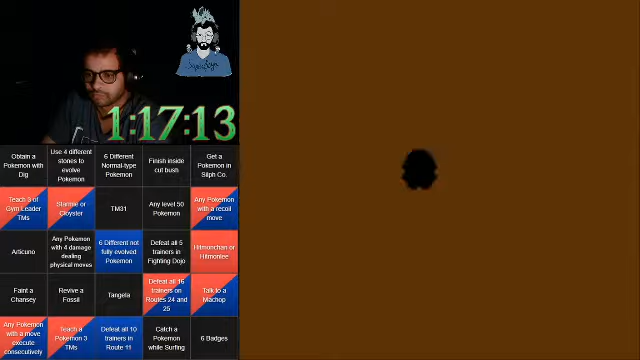 1:17:13
Obtain a
Pokemon with
Dig
Use 4 different
stones to
evolve
Pokemon
6 Different
Normal-type
Pokemon
Finish inside
cut bush
Get a
Pokemon in
Silph Co.
Teach 3 of
Gym Leader
TMs
Starmie or
Cloyster
TM31
Any level 50
Pokemon
Any Pokemon
with a recoil
move
Articuno
Any Pokemon
with 4 damage
dealing
physical moves
6 Different not
fully evolved
Pokemon
Defeat all 5
trainers in
Fighting Dojo
Hitmonchan or
Hitmonlee
Faint a
Chansey
Revive a
Fossil
Tangela
Defeat all 16
trainers on
Routes 24 and
25
Talk to a
Machop
Any Pokemon
with a move
execute
consecutively
Teach a
Pokemon 3
TMs
Defeat all 10
trainers in
Route 11
Catch a
Pokemon
while Surfing
6 Badges